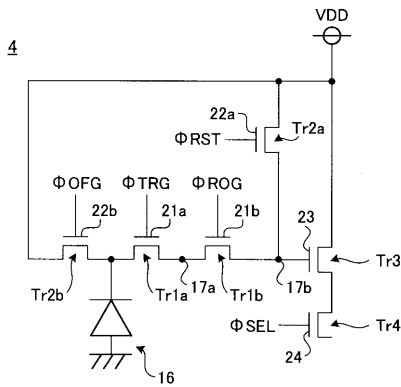 VDD
4
22a
ΦRST
Tr2a
ΦOFG ΦTRG ΦROG
22b 21a 21b 23
Tr3
Tr2b Tr1a 17a Tr1b 17b
ΦSEL Tr4
24
16